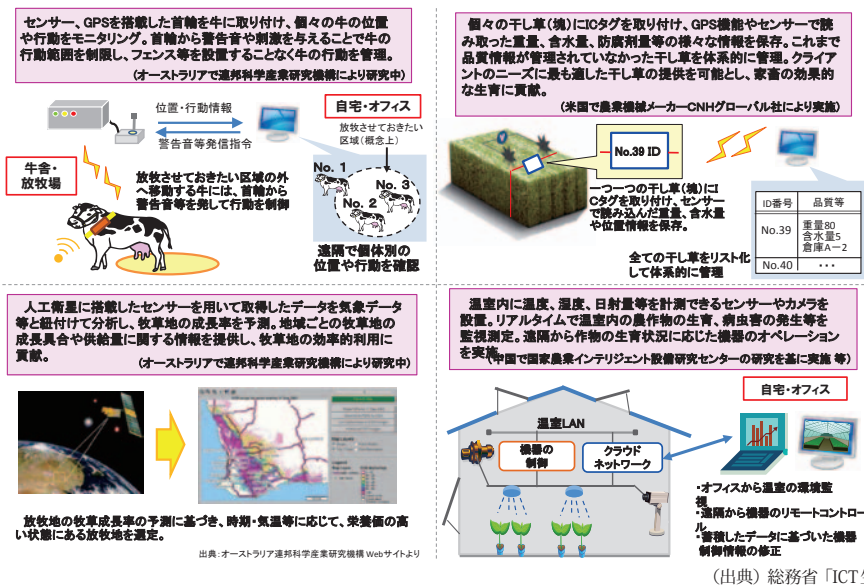 センサー、GPSを搭載した首輪を牛に取り付け、個々の牛の位置
や行動をモニタリング。首輪から警告音や刺激を与えることで牛の
行動範囲を制限し、フェンス等を設置することなく牛の行動を管理。
(オーストラリアで連邦科学産業研究機構により研究中)
位置・行動情報
警告音等発信指令
自宅・オフィス
放牧させておきたい
区域(概念上)
牛舎・
放牧場
放牧させておきたい区域の外
へ移動する牛には、首輪から
警告音等を発して行動を制御
No. 1
No. 3
No. 2
遠隔で個体別の
位置や行動を確認
個々の干し草(塊)にICタグを取り付け、GPS機能やセンサーで読
み取った重量、含水量、防腐剤量等の様々な情報を保存。これまで
品質情報が管理されていなかった干し草を体系的に管理。クライア
ントのニーズに最も適した干し草の提供を可能とし、家畜の効果的
な生育に貢献。
(米国で農業機械メーカーCNHグローバル社により実施)
No.39 ID
一つ一つの干し草(塊)にI
Cタグを取り付け、センサー
で読み込んだ重量、含水量
や位置情報を保存。
全ての干し草をリスト化
して体系的に管理
ID番号 品質等
No.39 重量80
含水量5
倉庫A－2
No.40 ・・・
人工衛星に搭載したセンサーを用いて取得したデータを気象データ
等と紐付けて分析し、牧草地の成長率を予測。地域ごとの牧草地の
成長具合や供給量に関する情報を提供し、牧草地の効率的利用に
貢献。
(オーストラリアで連邦科学産業研究機構により研究中)
放牧地の牧草成長率の予測に基づき、時期・気温等に応じて、栄養価の高
い状態にある放牧地を選定。
出典：オーストラリア連邦科学産業研究機構 Webサイトより
温室内に温度、湿度、日射量等を計測できるセンサーやカメラを
設置。リアルタイムで温室内の農作物の生育、病虫害の発生等を
監視測定。遠隔から作物の生育状況に応じた機器のオペレーション
を実施。
(中国で国家農業インテリジェント設備研究センターの研究を基に実施 等)
自宅・オフィス
温室LAN
機器の
制御
クラウド
ネットワーク
・オフィスから温室の環境監
視
・遠隔から機器のリモートコントロー
ル
・蓄積したデータに基づいた機器
制御情報の修正
(出典) 総務省「ICT